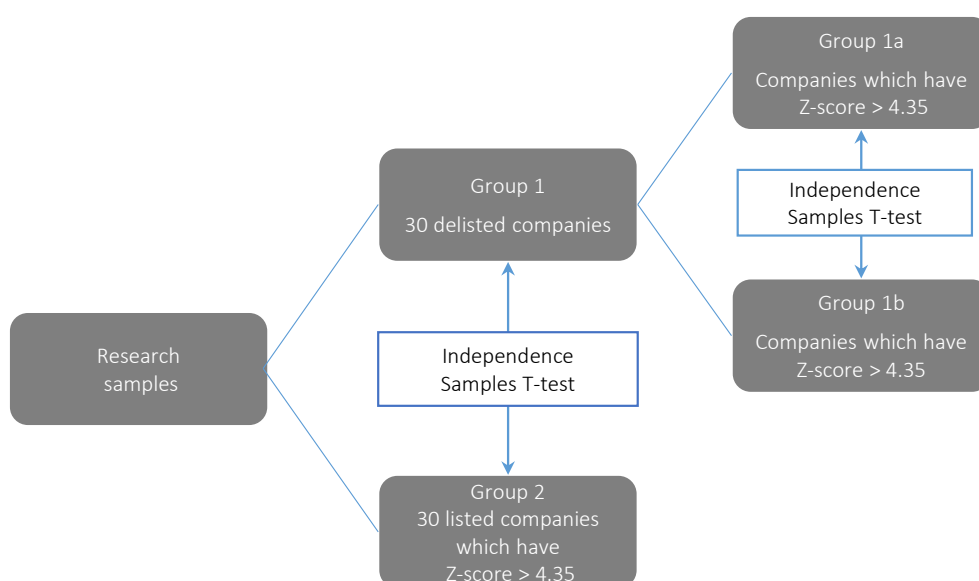 Research
samples
Group 1
30 delisted companies
Independence
Samples T-test
Group 2
30 listed companies
which have
Z-score > 4.35
Group 1a
Companies which have
Z-score > 4.35
Independence
Samples T-test
Group 1b
Companies which have
Z-score > 4.35